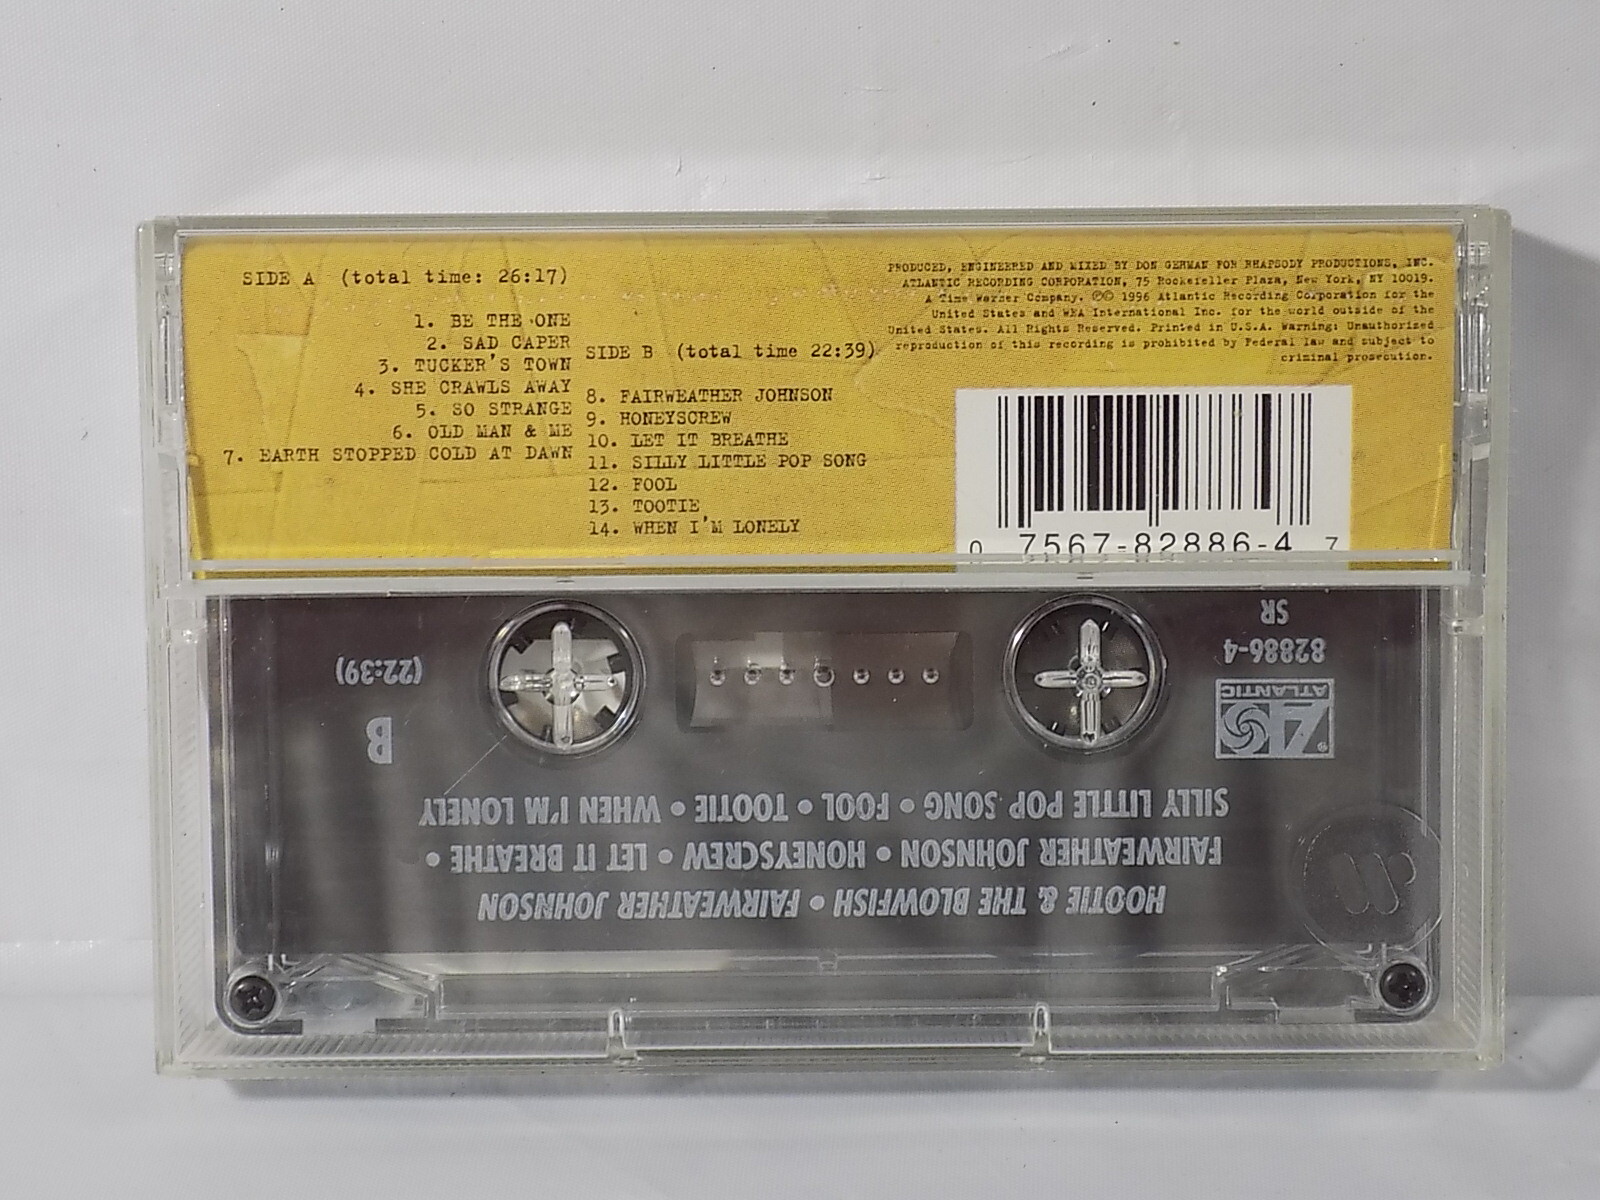 SIDE A (total time: 26:17)
1. BE THE ONE
2. SAD CAPER
3. TUCKER'S TOWN
4. SHE CRAWLS AWAY
5. SO STRANGE
6. OLD MAN & ME
7. EARTH STOPPED COLD AT DAWN
SIDE B (total time 22:39)
8. FAIRWEATHER JOHNSON
9. HONEYSCREW
10. LET IT BREATHE
11. SILLY LITTLE POP SONG
12. FOOL
13. TOOTIE
14. WHEN I'M LONELY
PRODUCED, ENGINEERED AND MIXED BY DON GEHMAN FOR RHAPSODY PRODUCTIONS, INC.
ATLANTIC RECORDING CORPORATION, 75 Rockefeller Plaza, New York, NY 10019.
A Time Warner Company. ℗© 1996 Atlantic Recording Corporation for the
United States and WEA International Inc. for the world outside of the
United States. All Rights Reserved. Printed in U.S.A. Warning: Unauthorized
reproduction of this recording is prohibited by Federal law and subject to
criminal prosecution.
0 7567-82886-4 7
HOOTIE & THE BLOWFISH • FAIRWEATHER JOHNSON
FAIRWEATHER JOHNSON • HONEYSCREW • LET IT BREATHE •
SILLY LITTLE POP SONG • FOOL • TOOTIE • WHEN I'M LONELY
ATLANTIC®
82886-4
SR
B
(22:39)